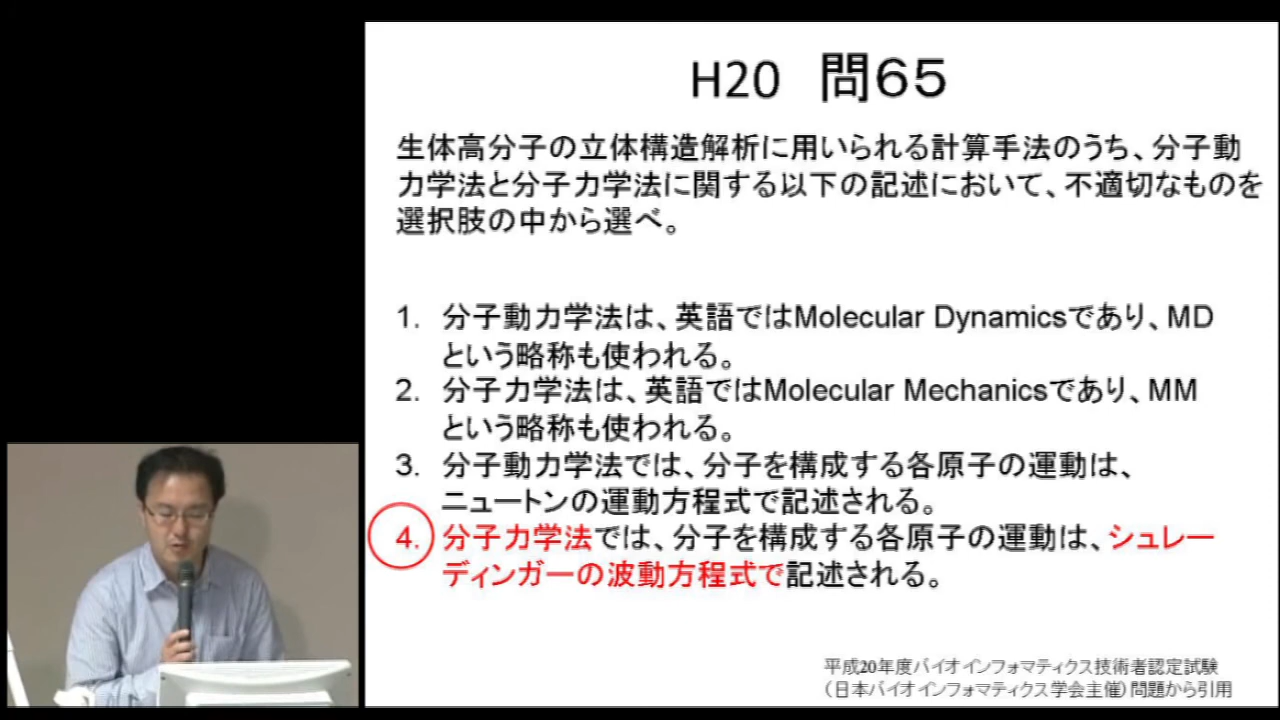 H20 問65
生体高分子の立体構造解析に用いられる計算手法のうち、分子動
力学法と分子力学法に関する以下の記述において、不適切なものを
選択肢の中から選べ。
1. 分子動力学法は、英語ではMolecular Dynamicsであり、MD
という略称も使われる。
2. 分子力学法は、英語ではMolecular Mechanicsであり、MM
という略称も使われる。
3. 分子動力学法では、分子を構成する各原子の運動は、
ニュートンの運動方程式で記述される。
4. 分子力学法では、分子を構成する各原子の運動は、シュレー
ディンガーの波動方程式で記述される。
平成20年度バイオインフォマティクス技術者認定試験
（日本バイオインフォマティクス学会主催）問題から引用